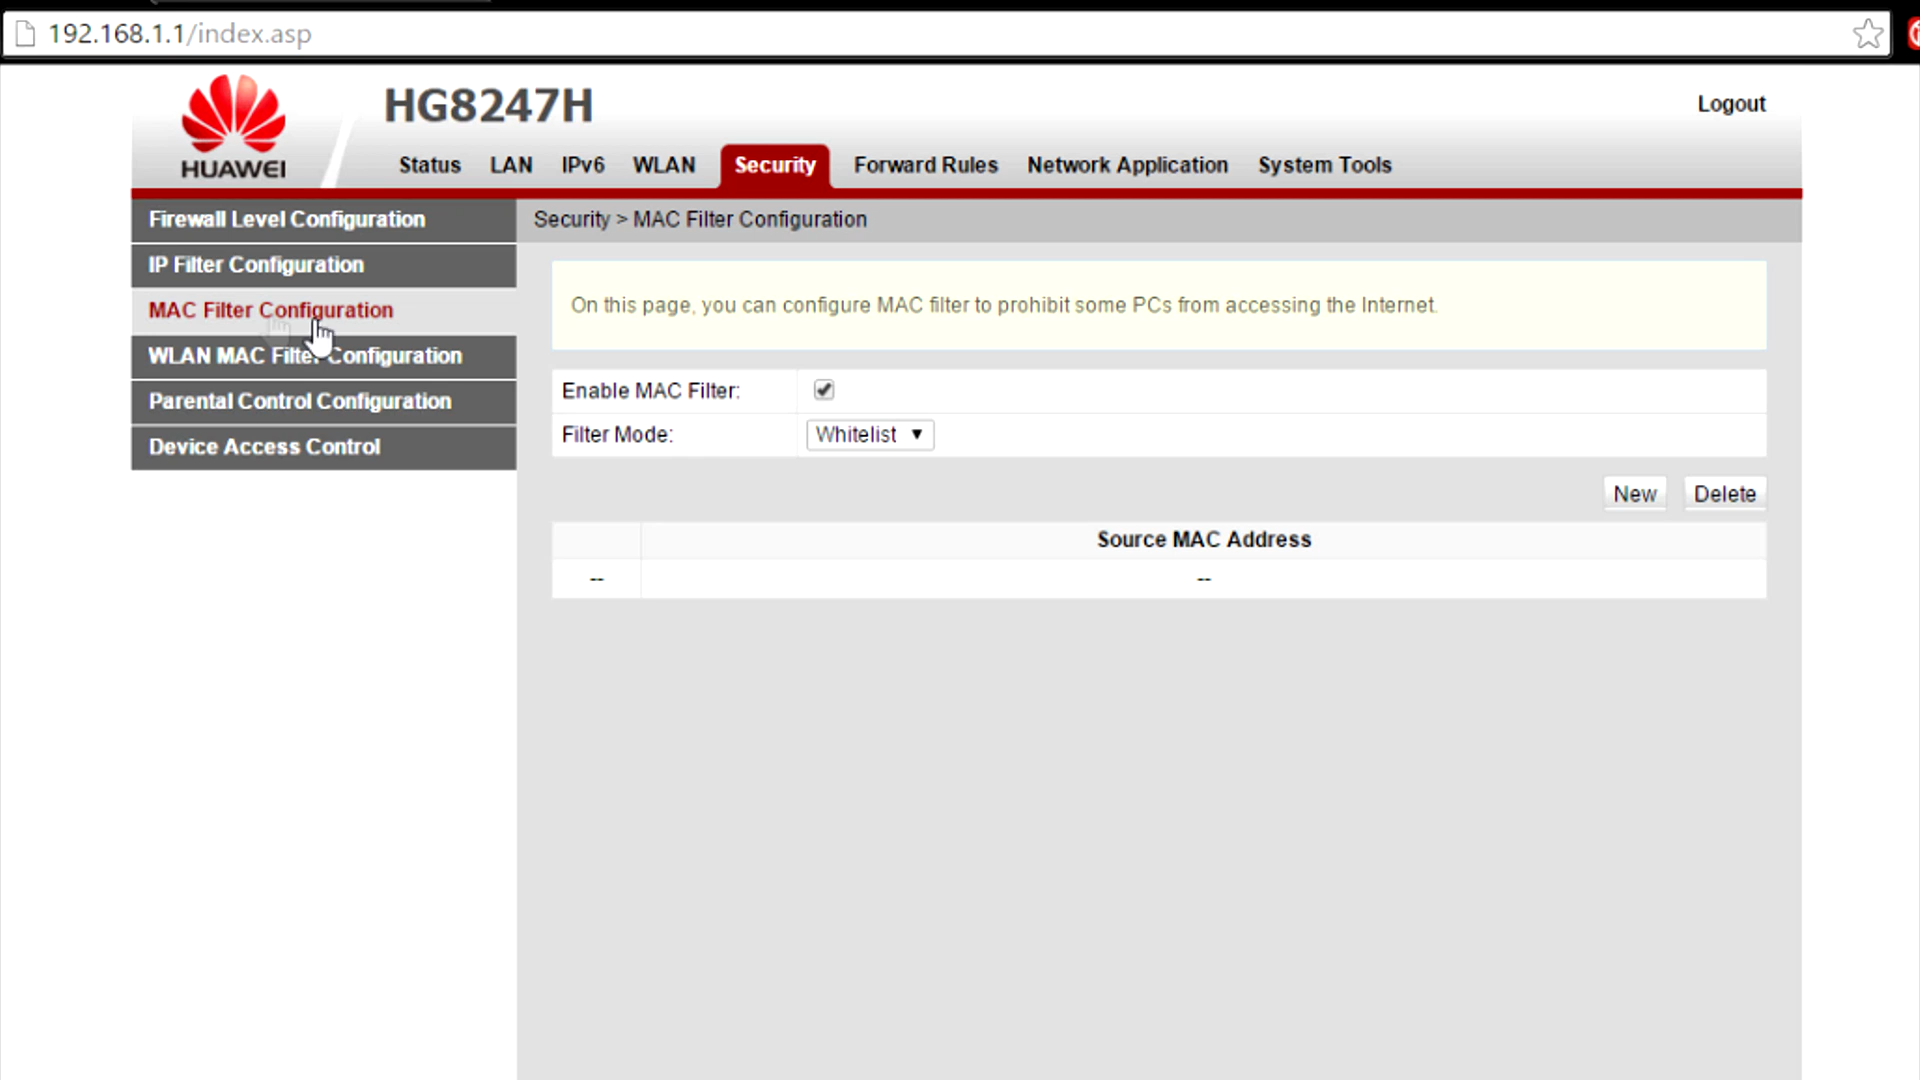 192.168.1.1/index.asp
HUAWEI
HG8247H
Logout
Status LAN IPv6 WLAN Security Forward Rules Network Application System Tools
Firewall Level Configuration
IP Filter Configuration
MAC Filter Configuration
WLAN MAC Filter Configuration
Parental Control Configuration
Device Access Control
Security > MAC Filter Configuration
On this page, you can configure MAC filter to prohibit some PCs from accessing the Internet.
Enable MAC Filter:
Filter Mode: Whitelist ▼
New Delete
Source MAC Address
-- --